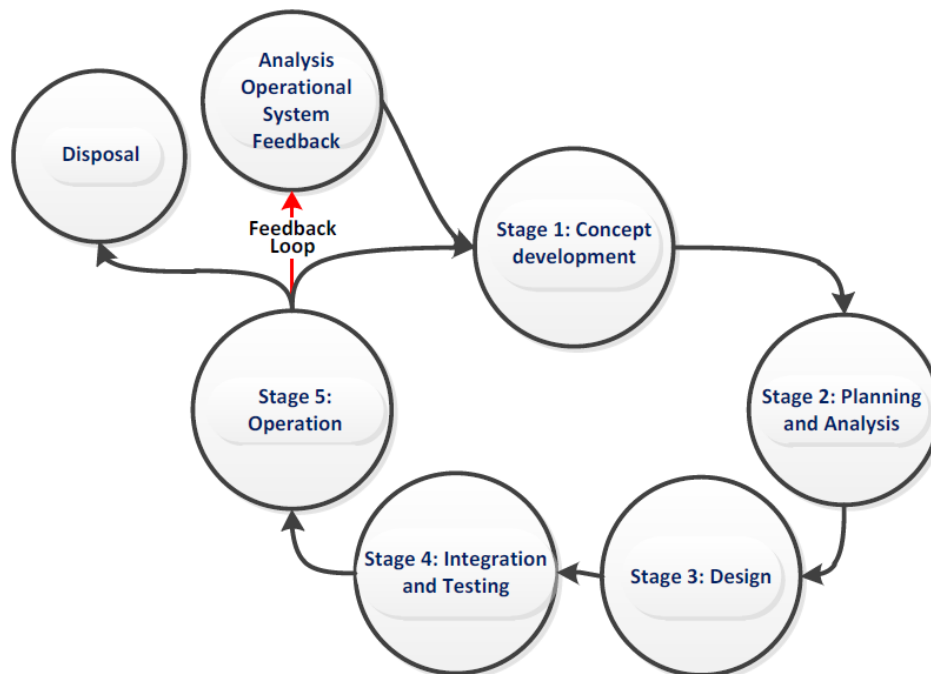 Analysis
Operational
System
Feedback
Disposal
Feedback
Loop
Stage 1: Concept
development
Stage 2: Planning
and Analysis
Stage 3: Design
Stage 4: Integration
and Testing
Stage 5:
Operation